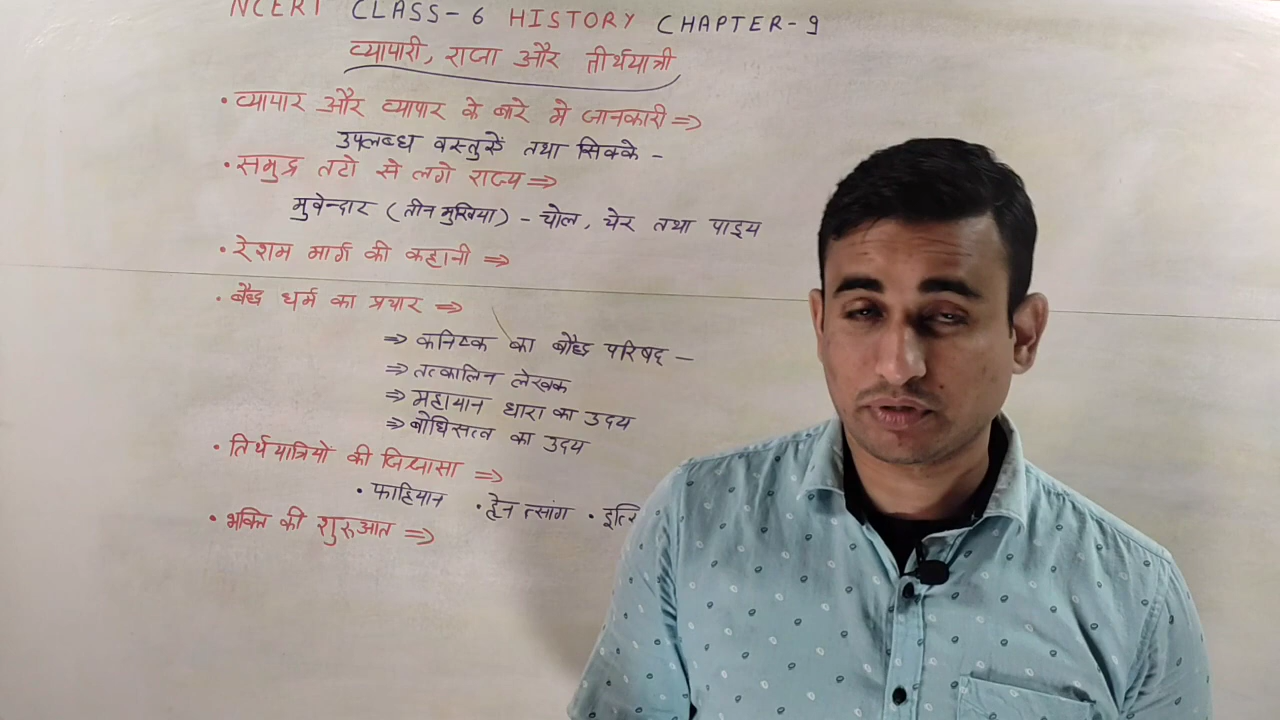 NCERT CLASS-6 HISTORY CHAPTER-9
व्यापारी, राजा और तीर्थयात्री
• व्यापार और व्यापार के बारे मे जानकारी ⇒
उपलब्ध वस्तुएँ तथा सिक्के -
• समुद्र तटो से लगे राज्य ⇒
मुवेन्दार (तीन मुखिया) - चोल, चेर तथा पाड्य
• रेशम मार्ग की कहानी ⇒
• बौद्ध धर्म का प्रचार ⇒
⇒ कनिष्क का बौद्ध परिषद् -
⇒ तत्कालिन लेखक
⇒ महायान धारा का उदय
⇒ बोधिसत्व का उदय
• तिर्थयात्रियो की जिज्ञासा ⇒
• फाहियान • ह्वेन त्सांग •
• भक्ति की शुरुआत ⇒